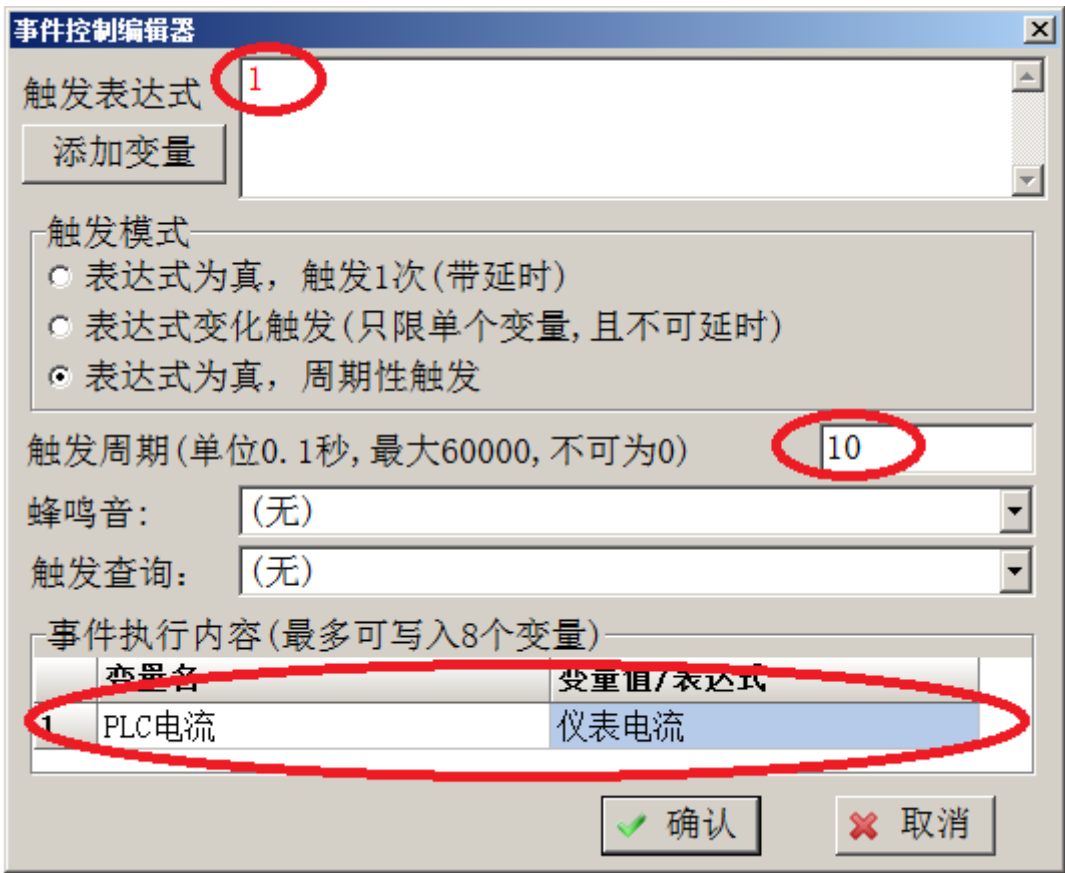 事件控制编辑器
触发表达式
1
添加变量
触发模式
表达式为真，触发1次(带延时)
表达式变化触发(只限单个变量,且不可延时)
表达式为真，周期性触发
触发周期(单位0.1秒,最大60000,不可为0)
10
蜂鸣音:
(无)
触发查询:
(无)
事件执行内容(最多可写入8个变量)
变量名 变量值/表达式
1 PLC电流 仪表电流
确认 取消